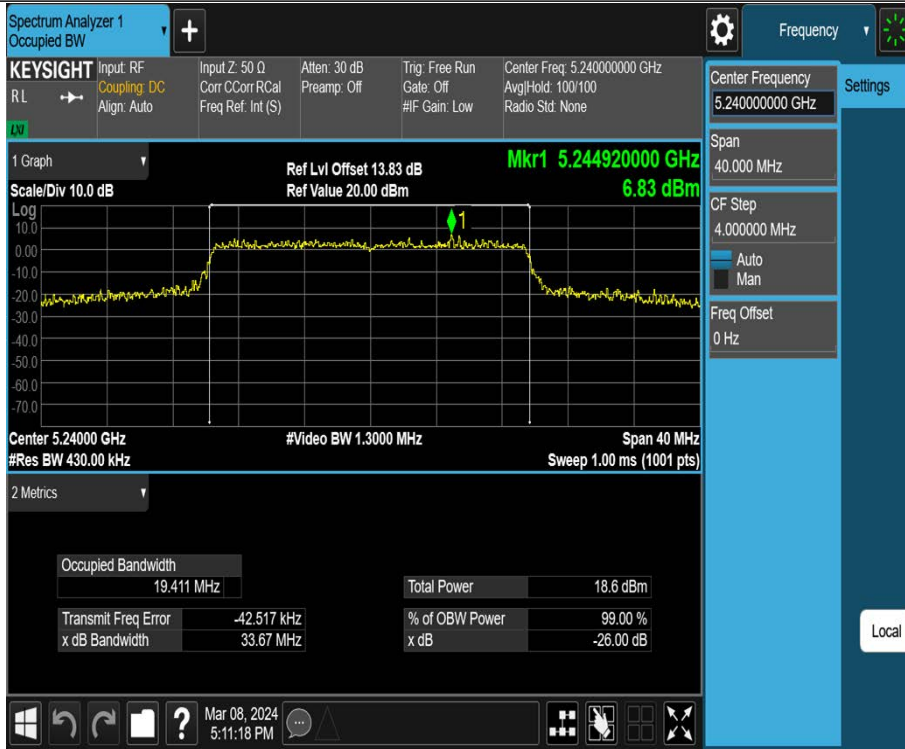 Spectrum Analyzer 1
Occupied BW
+
Frequency
KEYSIGHT
RL
LXI
Input: RF
Coupling: DC
Align: Auto
Input Z: 50 Ω
Corr CCorr RCal
Freq Ref: Int (S)
Atten: 30 dB
Preamp: Off
Trig: Free Run
Gate: Off
#IF Gain: Low
Center Freq: 5.240000000 GHz
Avg|Hold: 100/100
Radio Std: None
Center Frequency
5.240000000 GHz
Settings
Span
40.000 MHz
CF Step
4.000000 MHz
Auto
Man
Freq Offset
0 Hz
Local
1 Graph
Scale/Div 10.0 dB
Ref Lvl Offset 13.83 dB
Ref Value 20.00 dBm
Mkr1 5.244920000 GHz
6.83 dBm
Log
10.0
0.00
-10.0
-20.0
-30.0
-40.0
-50.0
-60.0
-70.0
1
Center 5.24000 GHz
#Res BW 430.00 kHz
#Video BW 1.3000 MHz
Span 40 MHz
Sweep 1.00 ms (1001 pts)
2 Metrics
Occupied Bandwidth
19.411 MHz
Total Power 18.6 dBm
Transmit Freq Error -42.517 kHz
% of OBW Power 99.00 %
x dB Bandwidth 33.67 MHz
x dB -26.00 dB
?
Mar 08, 2024
5:11:18 PM